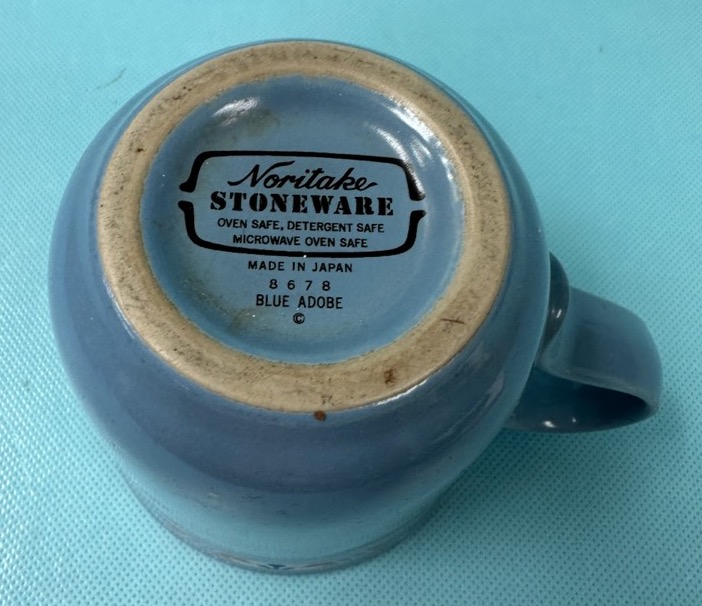 Noritake
STONEWARE
OVEN SAFE, DETERGENT SAFE
MICROWAVE OVEN SAFE
MADE IN JAPAN
8678
BLUE ADOBE
©